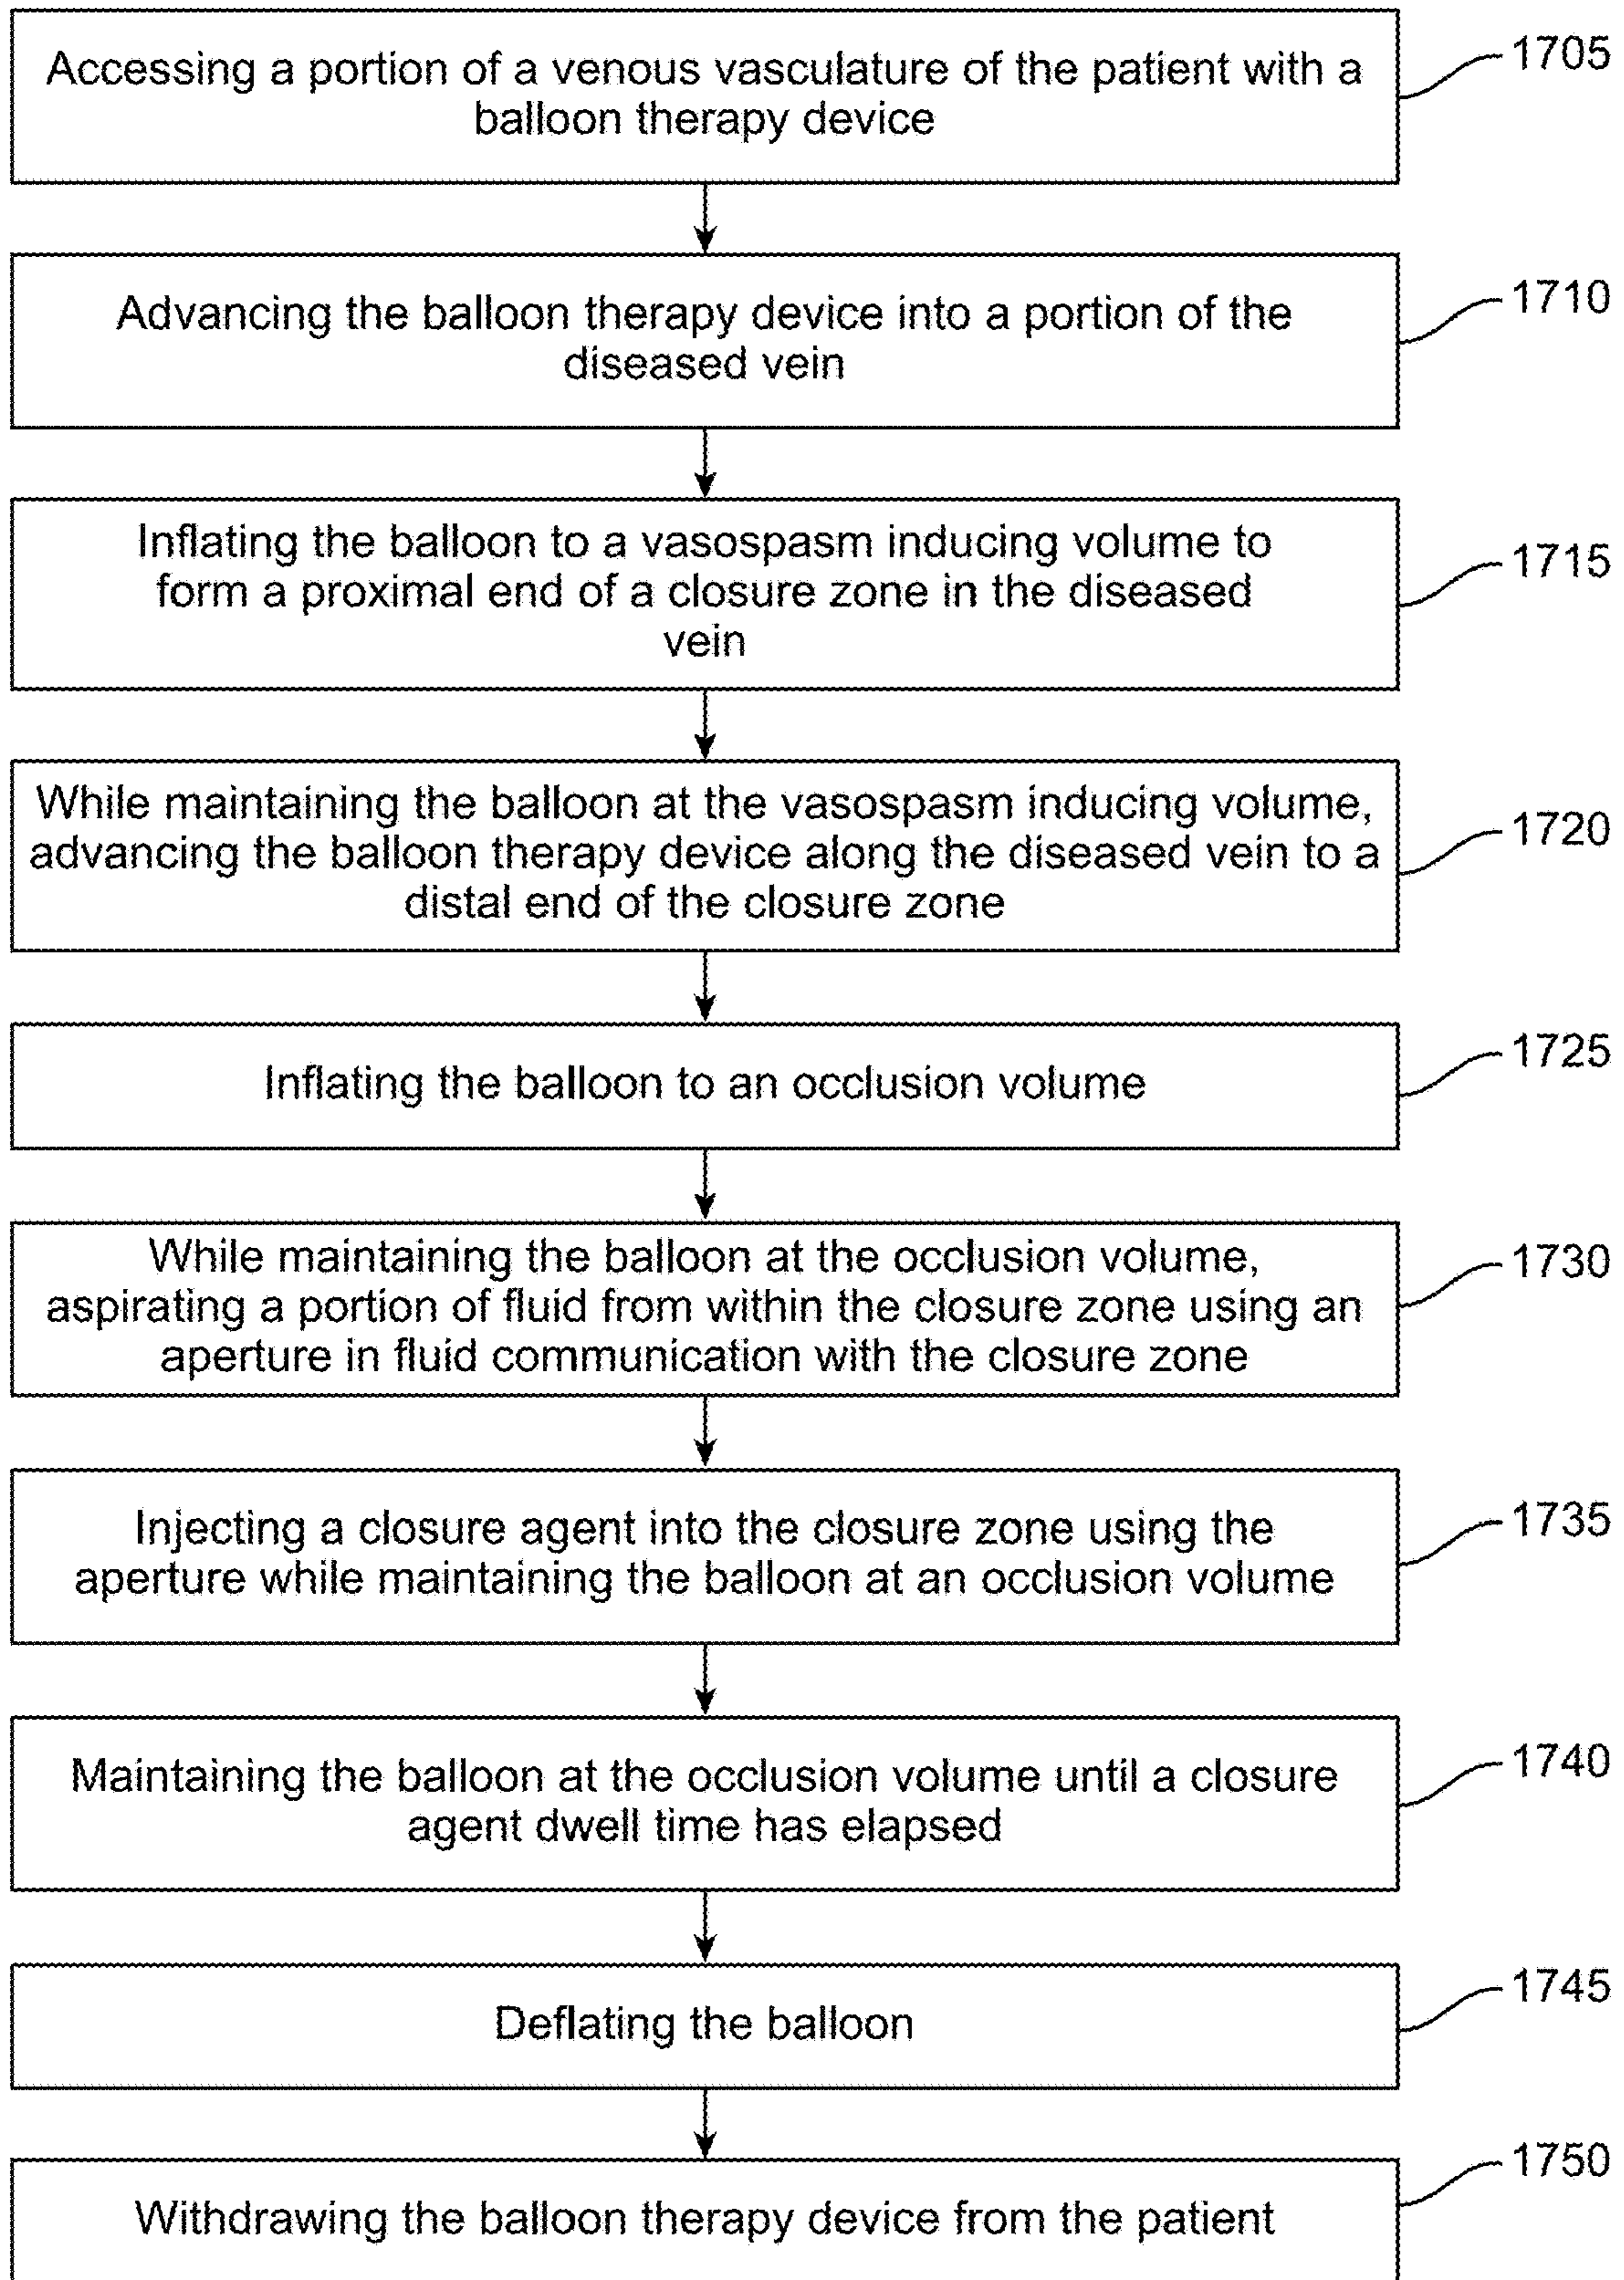 Accessing a portion of a venous vasculature of the patient with a
balloon therapy device
1705
Advancing the balloon therapy device into a portion of the
diseased vein
1710
Inflating the balloon to a vasospasm inducing volume to
form a proximal end of a closure zone in the diseased
vein
1715
While maintaining the balloon at the vasospasm inducing volume,
advancing the balloon therapy device along the diseased vein to a
distal end of the closure zone
1720
Inflating the balloon to an occlusion volume
1725
While maintaining the balloon at the occlusion volume,
aspirating a portion of fluid from within the closure zone using an
aperture in fluid communication with the closure zone
1730
Injecting a closure agent into the closure zone using the
aperture while maintaining the balloon at an occlusion volume
1735
Maintaining the balloon at the occlusion volume until a closure
agent dwell time has elapsed
1740
Deflating the balloon
1745
Withdrawing the balloon therapy device from the patient
1750